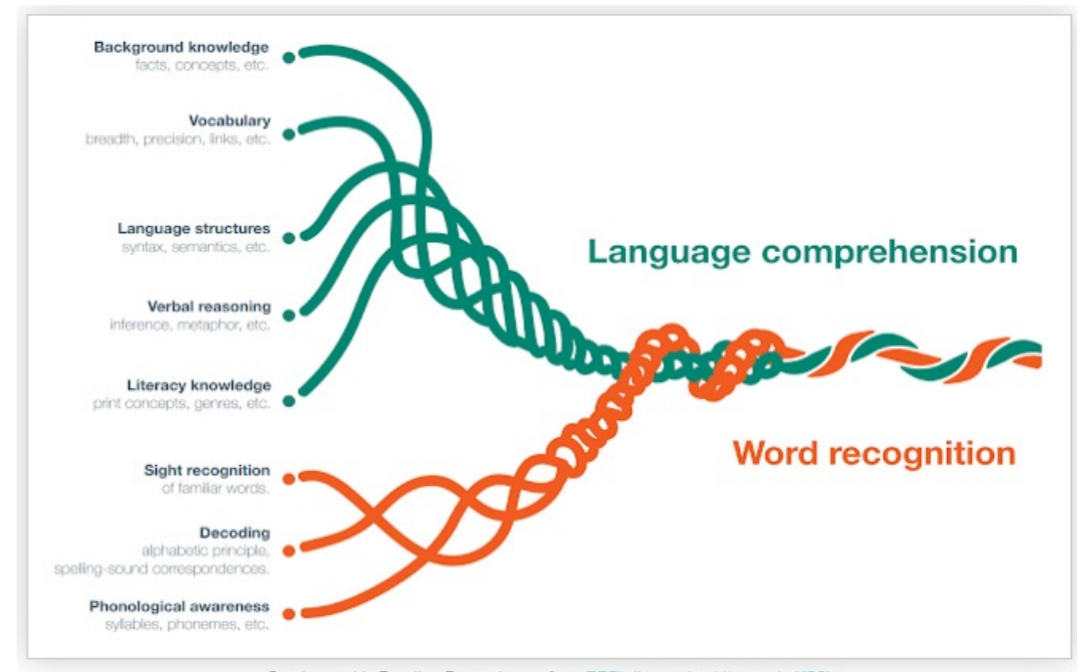 Background knowledge
facts, concepts, etc.
Vocabulary
breadth, precision, links, etc.
Language structures
syntax, semantics, etc.
Verbal reasoning
inference, metaphor, etc.
Literacy knowledge
print concepts, genres, etc.
Language comprehension
Sight recognition
of familiar words.
Decoding
alphabetic principle,
spelling-sound correspondences.
Phonological awareness
syllables, phonemes, etc.
Word recognition